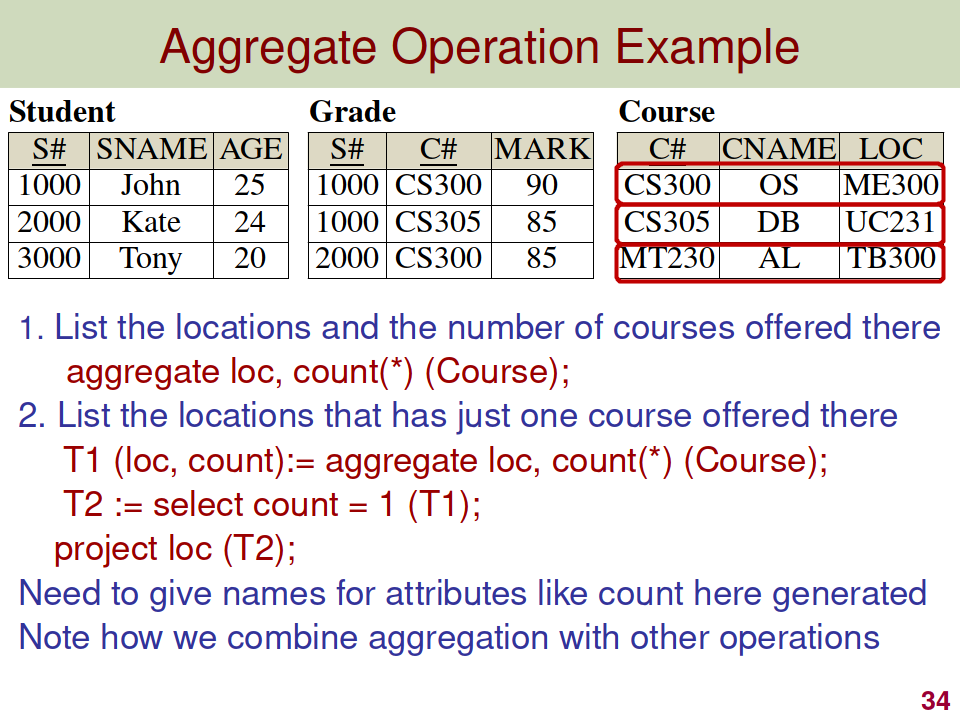 Aggregate Operation Example
Student Grade Course
S# SNAME AGE S# C# MARK C# CNAME LOC
1000 John 25 1000 CS300 90 CS300 OS ME300
2000 Kate 24 1000 CS305 85 CS305 DB UC231
3000 Tony 20 2000 CS300 85 MT230 AL TB300
1. List the locations and the number of courses offered there
aggregate loc, count(*) (Course);
2. List the locations that has just one course offered there
T1 (loc, count):= aggregate loc, count(*) (Course);
T2 := select count = 1 (T1);
project loc (T2);
Need to give names for attributes like count here generated
Note how we combine aggregation with other operations
34